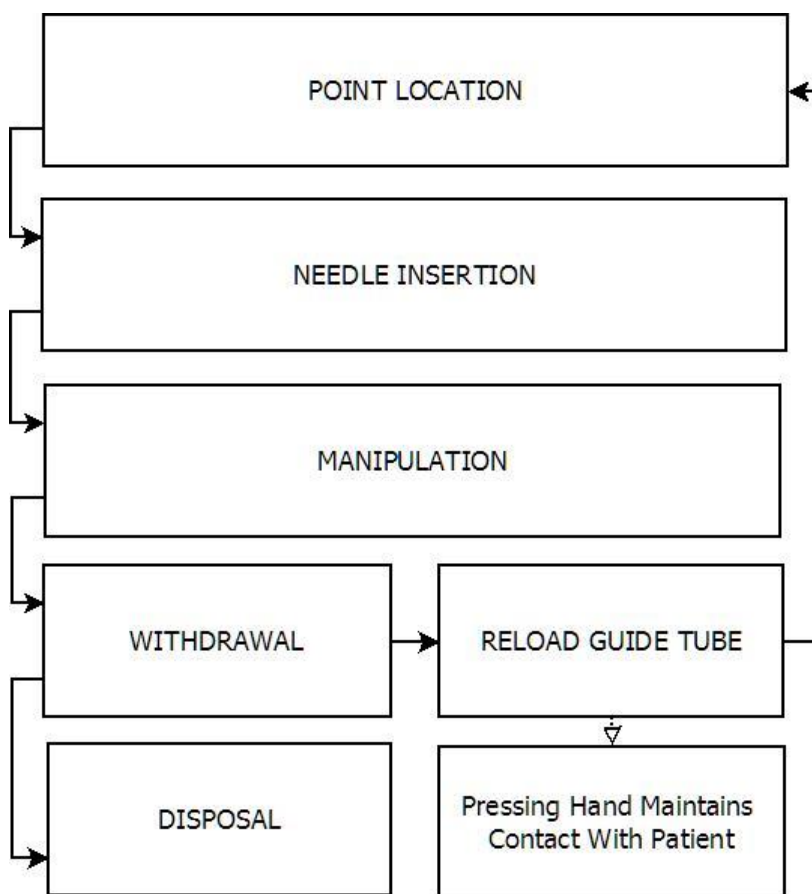 POINT LOCATION
NEEDLE INSERTION
MANIPULATION
WITHDRAWAL
RELOAD GUIDE TUBE
DISPOSAL
Pressing Hand Maintains
Contact With Patient